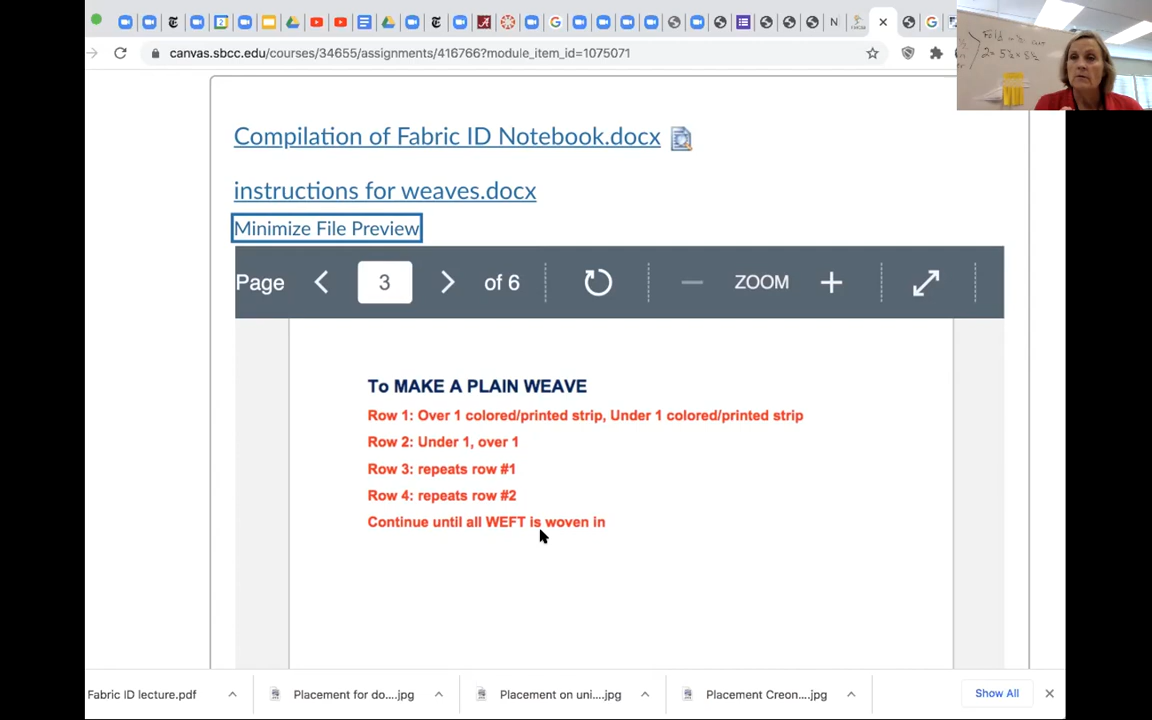 canvas.sbcc.edu/courses/34655/assignments/416766?module_item_id=1075071
Compilation of Fabric ID Notebook.docx
instructions for weaves.docx
Minimize File Preview
Page 3 of 6 ZOOM
To MAKE A PLAIN WEAVE
Row 1: Over 1 colored/printed strip, Under 1 colored/printed strip
Row 2: Under 1, over 1
Row 3: repeats row #1
Row 4: repeats row #2
Continue until all WEFT is woven in
Fabric ID lecture.pdf
Placement for do....jpg
Placement on uni....jpg
Placement Creon....jpg
Show All